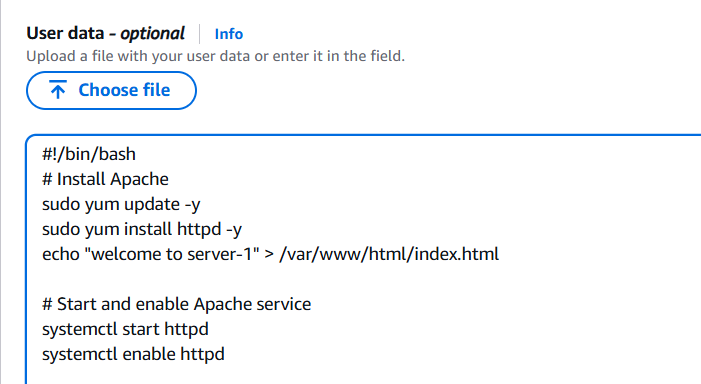 User data - optional Info
Upload a file with your user data or enter it in the field.
Choose file
#!/bin/bash
# Install Apache
sudo yum update -y
sudo yum install httpd -y
echo "welcome to server-1" > /var/www/html/index.html

# Start and enable Apache service
systemctl start httpd
systemctl enable httpd